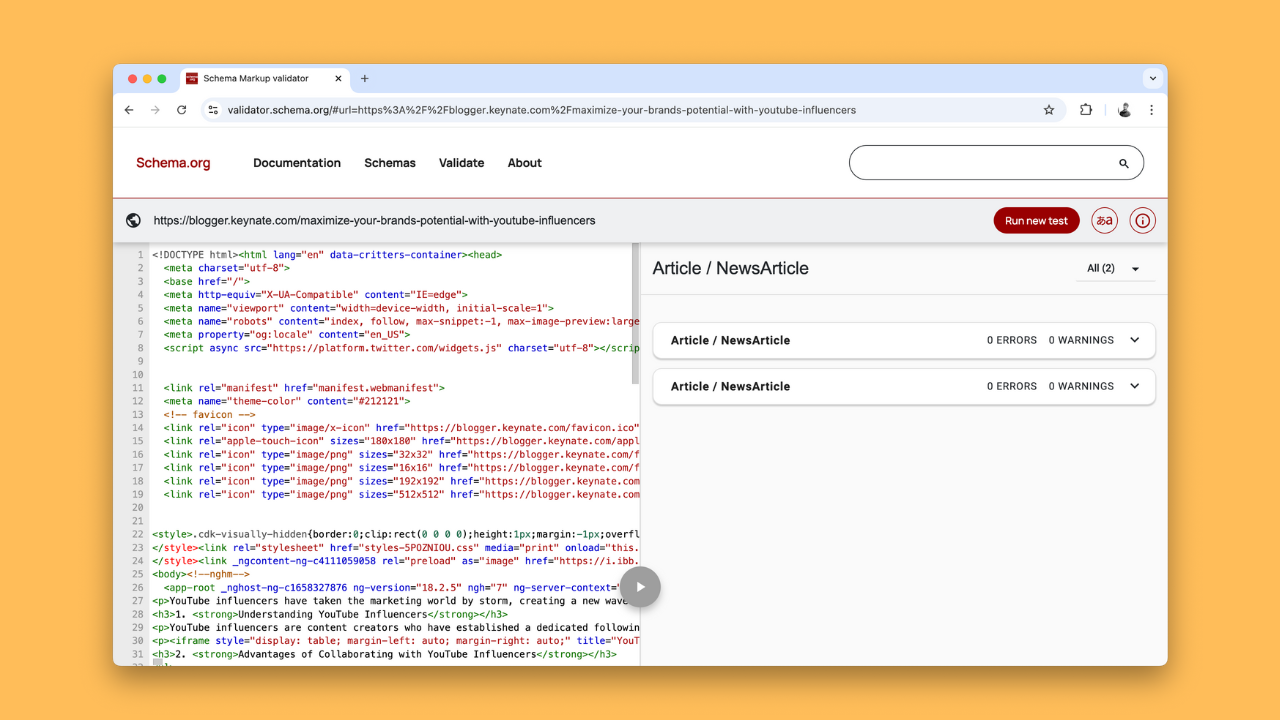 Schema Markup validator
validator.schema.org/#url=https%3A%2F%2Fblogger.keynate.com%2Fmaximize-your-brands-potential-with-youtube-influencers
Schema.org Documentation Schemas Validate About
https://blogger.keynate.com/maximize-your-brands-potential-with-youtube-influencers Run new test あa
Article / NewsArticle All (2)
Article / NewsArticle 0 ERRORS 0 WARNINGS
Article / NewsArticle 0 ERRORS 0 WARNINGS
1 <!DOCTYPE html><html lang="en" data-critters-container><head>
2 <meta charset="utf-8">
3 <base href="/">
4 <meta http-equiv="X-UA-Compatible" content="IE=edge">
5 <meta name="viewport" content="width=device-width, initial-scale=1">
6 <meta name="robots" content="index, follow, max-snippet:-1, max-image-preview:large
7 <meta property="og:locale" content="en_US">
8 <script async src="https://platform.twitter.com/widgets.js" charset="utf-8"></scrip
9
10
11 <link rel="manifest" href="manifest.webmanifest">
12 <meta name="theme-color" content="#212121">
13 <!-- favicon -->
14 <link rel="icon" type="image/x-icon" href="https://blogger.keynate.com/favicon.ico"
15 <link rel="apple-touch-icon" sizes="180x180" href="https://blogger.keynate.com/appl
16 <link rel="icon" type="image/png" sizes="32x32" href="https://blogger.keynate.com/f
17 <link rel="icon" type="image/png" sizes="16x16" href="https://blogger.keynate.com/f
18 <link rel="icon" type="image/png" sizes="192x192" href="https://blogger.keynate.com
19 <link rel="icon" type="image/png" sizes="512x512" href="https://blogger.keynate.com
20
21
22 <style>.cdk-visually-hidden{border:0;clip:rect(0 0 0 0);height:1px;margin:-1px;overfl
23 </style><link rel="stylesheet" href="styles-5POZNIOU.css" media="print" onload="this.
24 </style><link _ngcontent-ng-c4111059058 rel="preload" as="image" href="https://i.ibb.
25 <body><!--nghm-->
26 <app-root _nghost-ng-c1658327876 ng-version="18.2.5" ngh="7" ng-server-context="
27 <p>YouTube influencers have taken the marketing world by storm, creating a new wave
28 <h3>1. <strong>Understanding YouTube Influencers</strong></h3>
29 <p>YouTube influencers are content creators who have established a dedicated followin
30 <p><iframe style="display: table; margin-left: auto; margin-right: auto;" title="YouT
31 <h3>2. <strong>Advantages of Collaborating with YouTube Influencers</strong></h3>